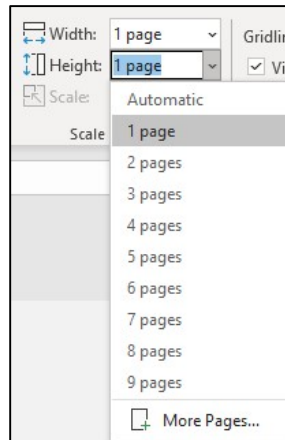 Width: 1 page Gridlin
Height: 1 page Vi
Scale:
Automatic
Scale 1 page
2 pages
3 pages
4 pages
5 pages
6 pages
7 pages
8 pages
9 pages
More Pages...